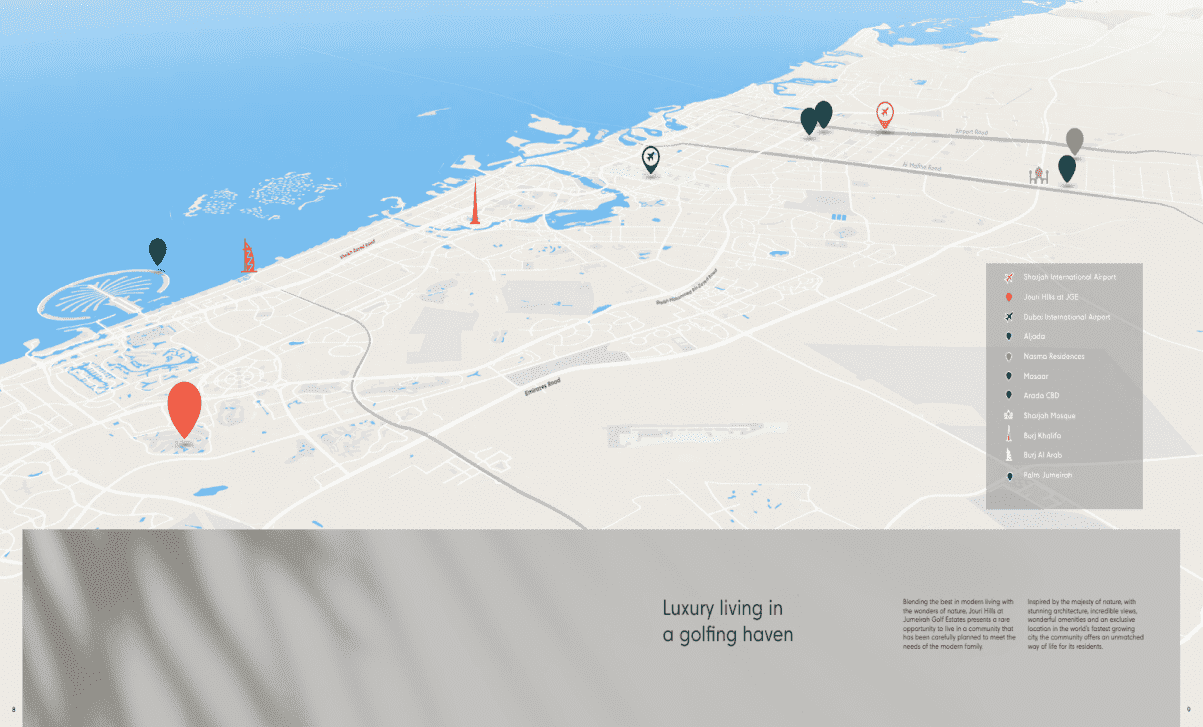 Airport Road
Al Madina Road
Sheikh Zayed Road
Sheikh Mohammed Bin Zayed Road
Emirates Road
Sharjah International Airport
Jouri Hills at JGE
Dubai International Airport
Aljada
Nasma Residences
Masaar
Arada CBD
Sharjah Mosque
Burj Khalifa
Burj Al Arab
Palm Jumeirah
Luxury living in
a golfing haven
Blending the best in modern living with
the wonders of nature, Jouri Hills at
Jumeirah Golf Estates presents a rare
opportunity to live in a community that
has been carefully planned to meet the
needs of the modern family.
Inspired by the majesty of nature, with
stunning architecture, incredible views,
wonderful amenities and an exclusive
location in the world's fastest growing
city, the community offers an unmatched
way of life for its residents.
8
9